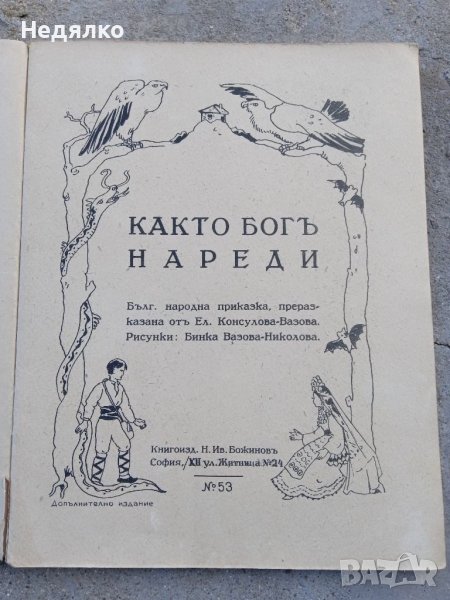 Недялко
КАКТО БОГЪ
НАРЕДИ
Бълг. народна приказка, прераз-
казана отъ Ел. Консулова-Вазова.
Рисунки: Бинка Вазова-Николова.
Книгоизд. Н. Ив. Божиновъ
София, XII ул. Житница № 24
№ 53
Допълнително издание
BAZAR